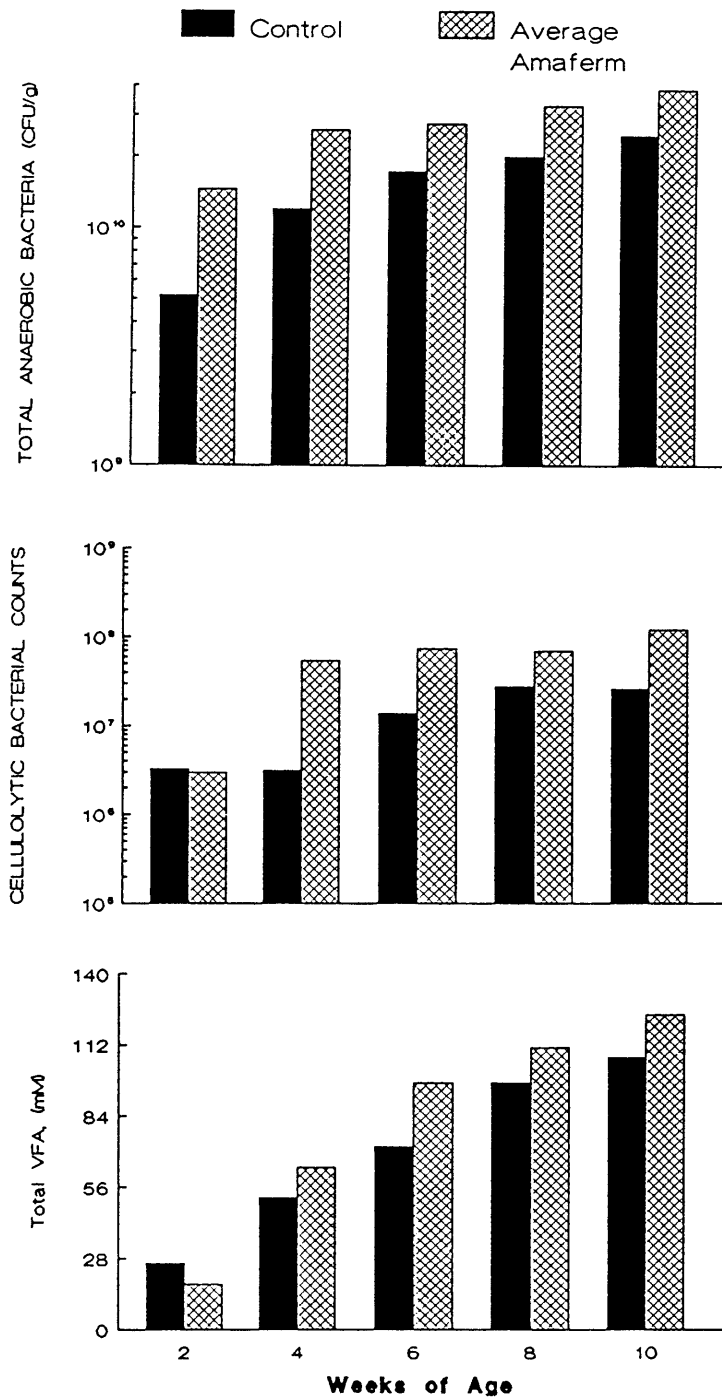 Control
Average
Amaferm
TOTAL ANAEROBIC BACTERIA (CFU/g)
10¹⁰
10⁹
CELLULOLYTIC BACTERIAL COUNTS
10⁹
10⁸
10⁷
10⁶
10⁵
Total VFA, (mM)
140
112
84
56
28
0
2 4 6 8 10
Weeks of Age